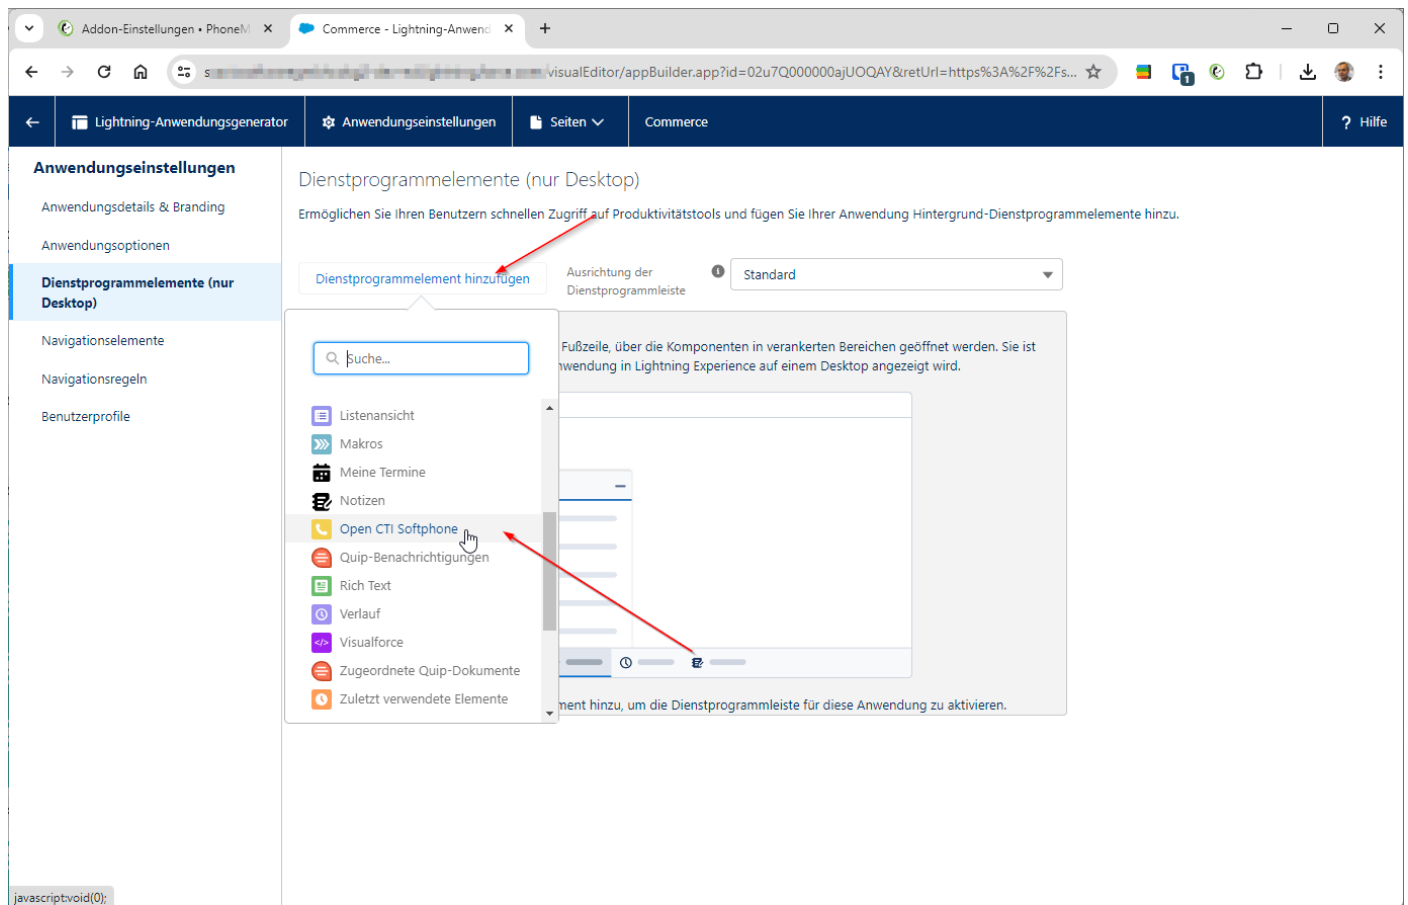 Addon-Einstellungen • PhoneM
Commerce - Lightning-Anwend
visualEditor/appBuilder.app?id=02u7Q000000ajUOQAY&retUrl=https%3A%2F%2Fs...
1
Lightning-Anwendungsgenerator
Anwendungseinstellungen
Seiten
Commerce
? Hilfe
Anwendungseinstellungen
Anwendungsdetails & Branding
Anwendungsoptionen
Dienstprogrammelemente (nur
Desktop)
Navigationselemente
Navigationsregeln
Benutzerprofile
Dienstprogrammelemente (nur Desktop)
Ermöglichen Sie Ihren Benutzern schnellen Zugriff auf Produktivitätstools und fügen Sie Ihrer Anwendung Hintergrund-Dienstprogrammelemente hinzu.
Dienstprogrammelement hinzufügen
Ausrichtung der
Dienstprogrammleiste
Standard
Suche...
Listenansicht
Makros
Meine Termine
Notizen
Open CTI Softphone
Quip-Benachrichtigungen
Rich Text
Verlauf
Visualforce
Zugeordnete Quip-Dokumente
Zuletzt verwendete Elemente
Fußzeile, über die Komponenten in verankerten Bereichen geöffnet werden. Sie ist
wendung in Lightning Experience auf einem Desktop angezeigt wird.
ment hinzu, um die Dienstprogrammleiste für diese Anwendung zu aktivieren.
javascript:void(0);